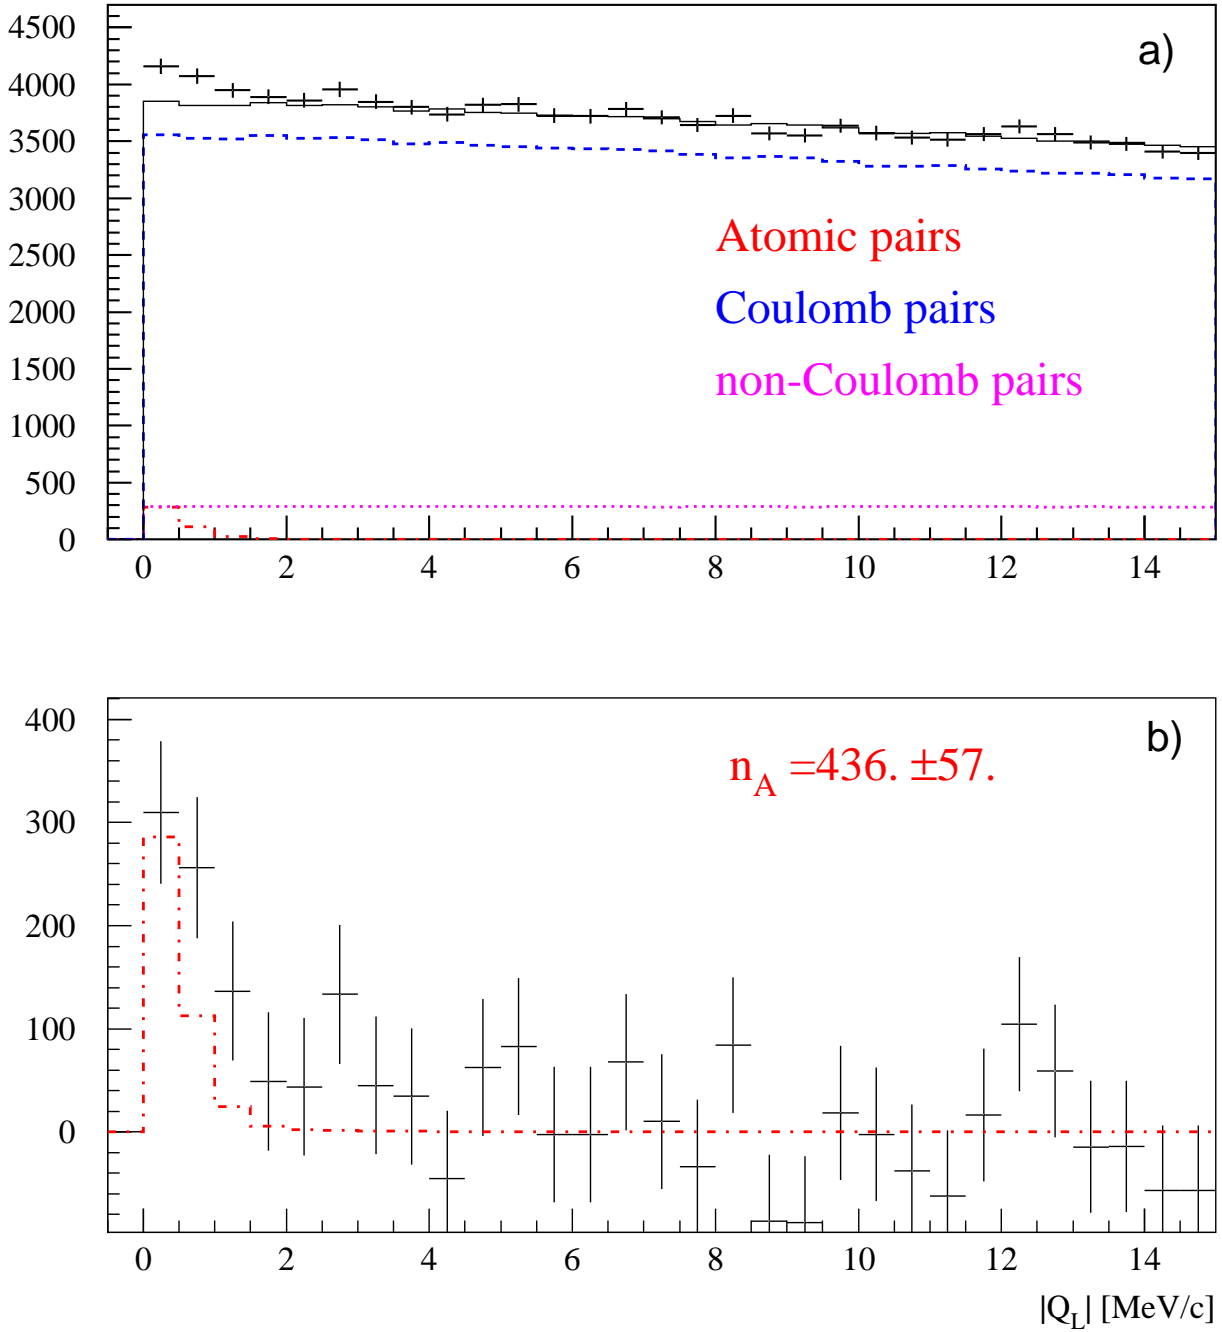 a)
4500
4000
3500
3000
2500
2000
1500
1000
500
0
Atomic pairs
Coulomb pairs
non-Coulomb pairs
0 2 4 6 8 10 12 14
b)
n_A =436. ±57.
400
300
200
100
0
0 2 4 6 8 10 12 14
|Q_L| [MeV/c]